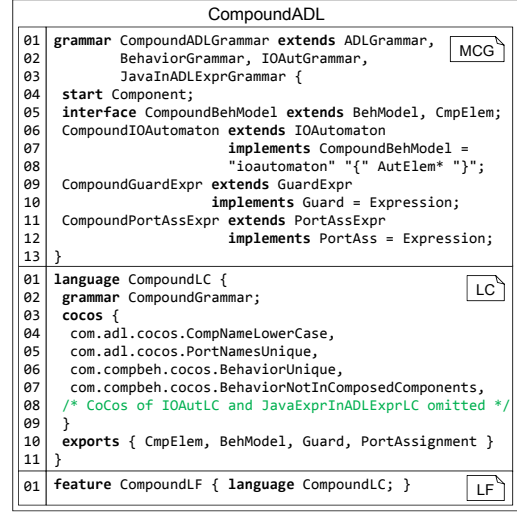 CompoundADL
01 grammar CompoundADLGrammar extends ADLGrammar,
MCG
02 BehaviorGrammar, IOAutGrammar,
03 JavaInADLExprGrammar {
04 start Component;
05 interface CompoundBehModel extends BehModel, CmpElem;
06 CompoundIOAutomaton extends IOAutomaton
07 implements CompoundBehModel =
08 "ioautomaton" "{" AutElem* "}";
09 CompoundGuardExpr extends GuardExpr
10 implements Guard = Expression;
11 CompoundPortAssExpr extends PortAssExpr
12 implements PortAss = Expression;
13 }
01 language CompoundLC {
LC
02 grammar CompoundGrammar;
03 cocos {
04 com.adl.cocos.CompNameLowerCase,
05 com.adl.cocos.PortNamesUnique,
06 com.compbeh.cocos.BehaviorUnique,
07 com.compbeh.cocos.BehaviorNotInComposedComponents,
08 /* CoCos of IOAutLC and JavaExprInADLExprLC omitted */
09 }
10 exports { CmpElem, BehModel, Guard, PortAssignment }
11 }
01 feature CompoundLF { language CompoundLC; }
LF